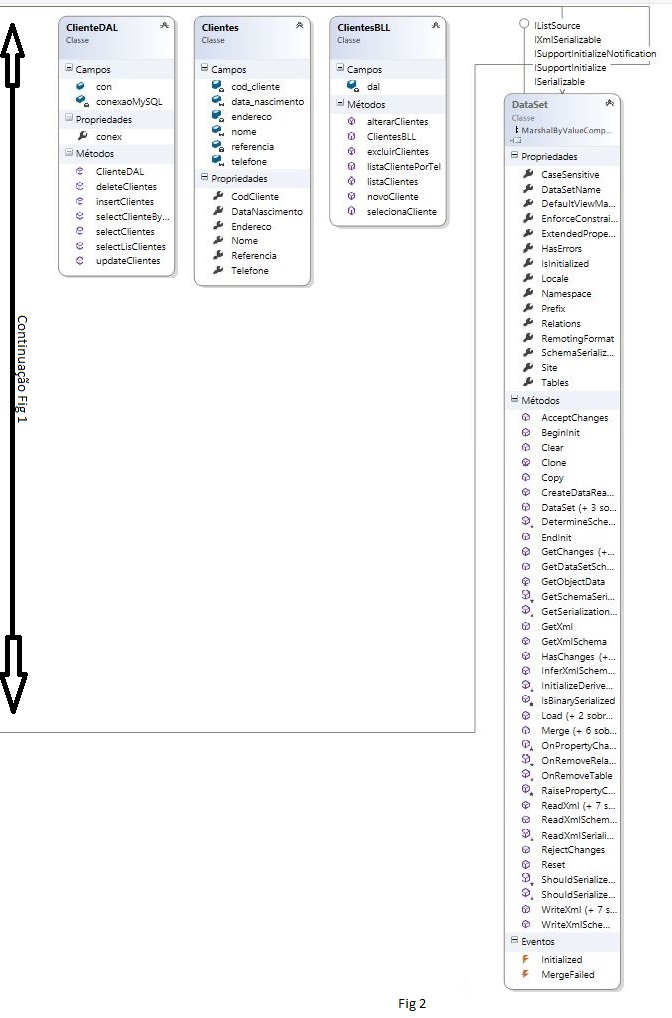 ClienteDAL
Classe
Campos
con
conexaoMySQL
Propriedades
conex
Métodos
ClienteDAL
deleteClientes
insertClientes
selectClienteBy...
selectClientes
selectLisClientes
updateClientes
Clientes
Classe
Campos
cod_cliente
data_nascimento
endereco
nome
referencia
telefone
Propriedades
CodCliente
DataNascimento
Endereco
Nome
Referencia
Telefone
ClientesBLL
Classe
Campos
dal
Métodos
alterarClientes
ClientesBLL
excluirClientes
listaClientePorTel
listaClientes
novoCliente
selecionaCliente
IListSource
IXmlSerializable
ISupportInitializeNotification
ISupportInitialize
ISerializable
DataSet
Classe
MarshalByValueComp...
Propriedades
CaseSensitive
DataSetName
DefaultViewMa...
EnforceConstrai...
ExtendedPrope...
HasErrors
IsInitialized
Locale
Namespace
Prefix
Relations
RemotingFormat
SchemaSerializ...
Site
Tables
Métodos
AcceptChanges
BeginInit
Clear
Clone
Copy
CreateDataRea...
DataSet (+ 3 so...
DetermineSche...
EndInit
GetChanges (+...
GetDataSetSch...
GetObjectData
GetSchemaSeri...
GetSerialization...
GetXml
GetXmlSchema
HasChanges (+...
InferXmlSchem...
InitializeDerive...
IsBinarySerialized
Load (+ 2 sobr...
Merge (+ 6 sob...
OnPropertyCha...
OnRemoveRela...
OnRemoveTable
RaisePropertyC...
ReadXml (+ 7 s...
ReadXmlSchem...
ReadXmlSeriali...
RejectChanges
Reset
ShouldSerialize...
ShouldSerialize...
WriteXml (+ 7 s...
WriteXmlSche...
Eventos
Initialized
MergeFailed
Continuação Fig 1
Fig 2